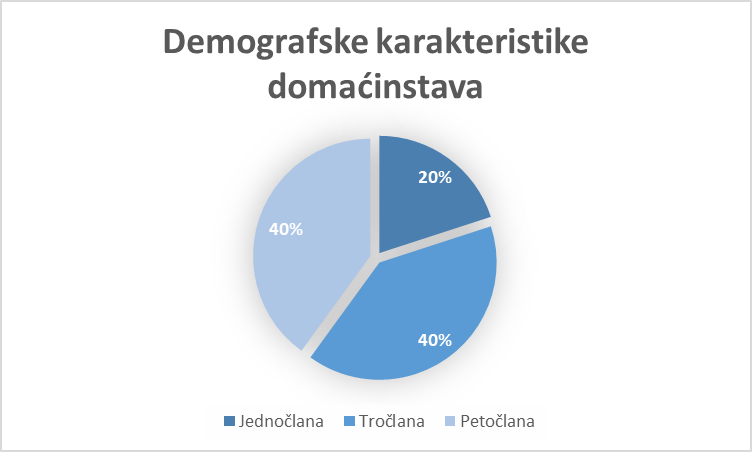 Demografske karakteristike
domaćinstava
20%
40%
40%
Jednočlana Tročlana Petočlana